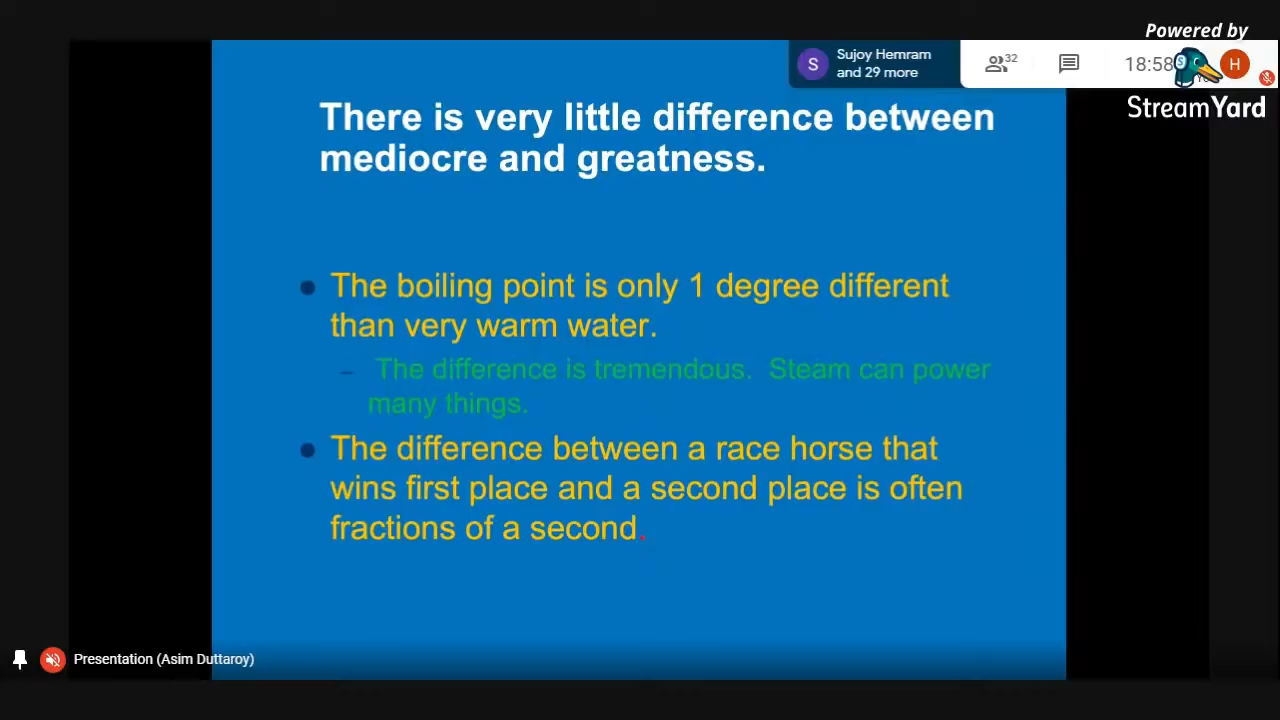 Powered by
StreamYard
Sujoy Hemram
and 29 more
32
18:58
S
H
There is very little difference between
mediocre and greatness.
The boiling point is only 1 degree different
than very warm water.
– The difference is tremendous. Steam can power
many things.
The difference between a race horse that
wins first place and a second place is often
fractions of a second.
Presentation (Asim Duttaroy)